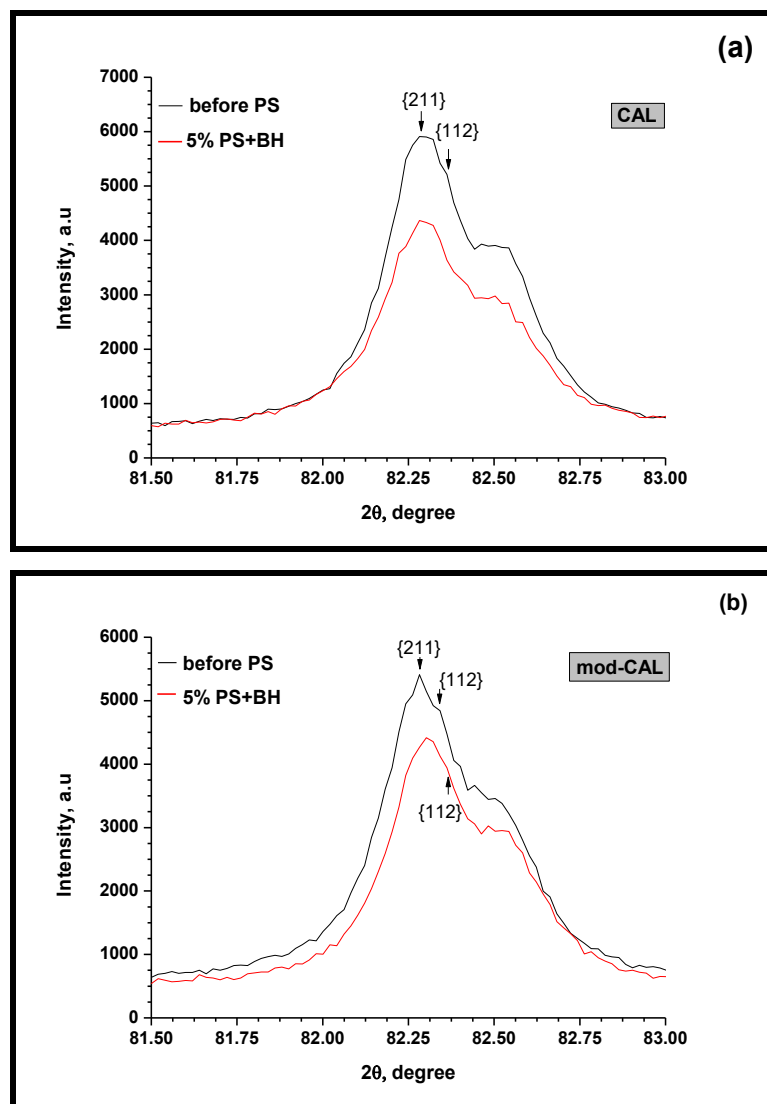 (a)
7000
6000
5000
4000
3000
2000
1000
0
Intensity, a.u
before PS
5% PS+BH
{211}
{112}
CAL
81.50 81.75 82.00 82.25 82.50 82.75 83.00
2θ, degree
(b)
6000
5000
4000
3000
2000
1000
0
Intensity, a.u
before PS
5% PS+BH
{211}
{112}
{112}
mod-CAL
81.50 81.75 82.00 82.25 82.50 82.75 83.00
2θ, degree